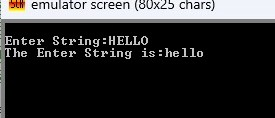 emulator screen (80x25 chars)
Enter String:HELLO
The Enter String is:hello